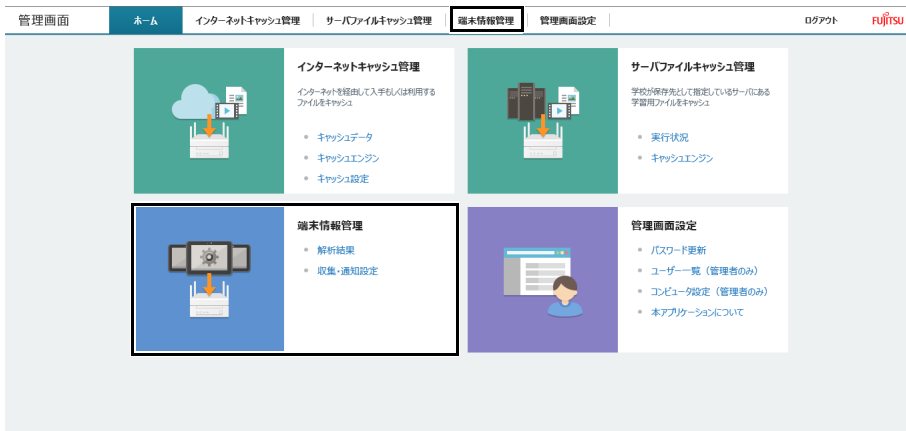 管理画面
ホーム
インターネットキャッシュ管理
サーバファイルキャッシュ管理
端末情報管理
管理画面設定
ログアウト
FUJITSU
インターネットキャッシュ管理
インターネットを経由して入手もしくは利用する
ファイルをキャッシュ
キャッシュデータ
キャッシュエンジン
キャッシュ設定
サーバファイルキャッシュ管理
学校が保存先として指定しているサーバにある
学習用ファイルをキャッシュ
実行状況
キャッシュエンジン
端末情報管理
解析結果
収集・通知設定
管理画面設定
パスワード更新
ユーザー一覧（管理者のみ）
コンピュータ設定（管理者のみ）
本アプリケーションについて